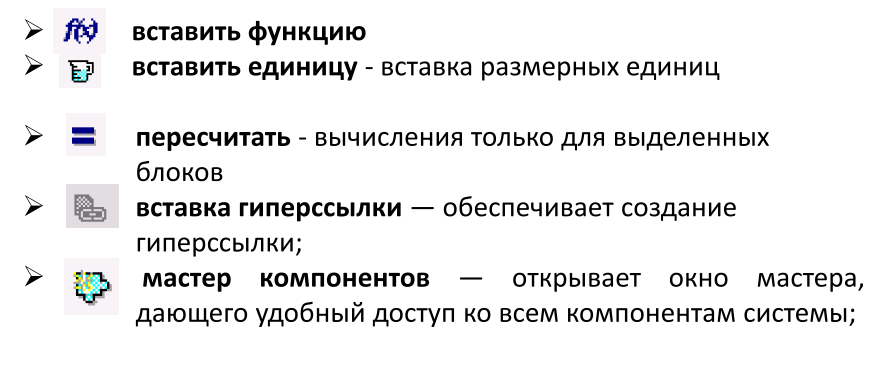 ➢ f(x) вставить функцию
➢ вставить единицу - вставка размерных единиц
➢ = пересчитать - вычисления только для выделенных
блоков
➢ вставка гиперссылки — обеспечивает создание
гиперссылки;
➢ мастер компонентов — открывает окно мастера,
дающего удобный доступ ко всем компонентам системы;